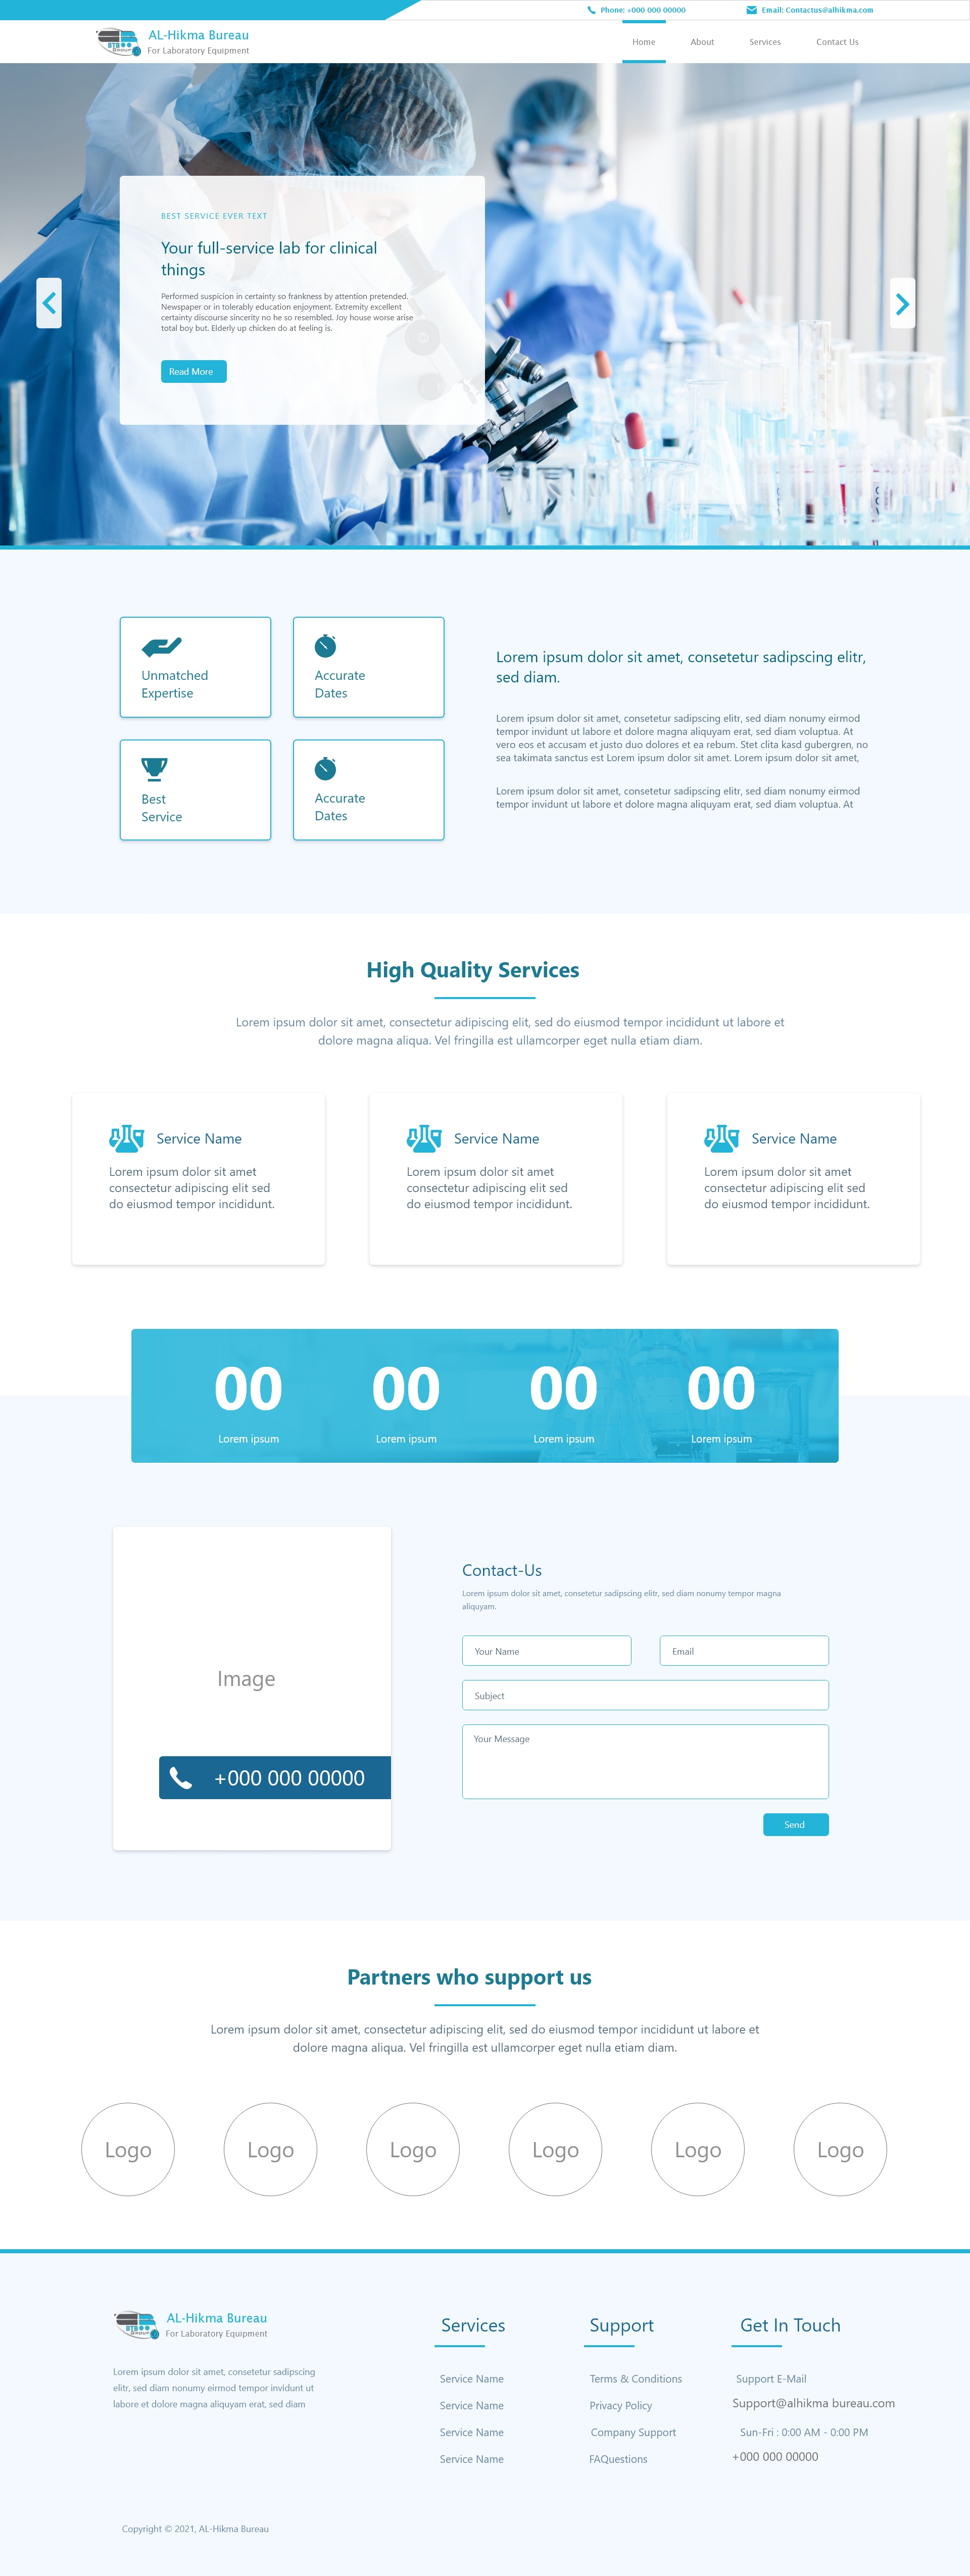 Phone: +000 000 00000
Email: Contactus@alhikma.com
AL-Hikma Bureau
For Laboratory Equipment
Home
About
Services
Contact Us
BEST SERVICE EVER TEXT
Your full-service lab for clinical
things
Performed suspicion in certainty so frankness by attention pretended.
Newspaper or in tolerably education enjoyment. Extremity excellent
certainty discourse sincerity no he so resembled. Joy house worse arise
total boy but. Elderly up chicken do at feeling is.
Read More
Unmatched
Expertise
Accurate
Dates
Best
Service
Accurate
Dates
Lorem ipsum dolor sit amet, consetetur sadipscing elitr,
sed diam.
Lorem ipsum dolor sit amet, consetetur sadipscing elitr, sed diam nonumy eirmod
tempor invidunt ut labore et dolore magna aliquyam erat, sed diam voluptua. At
vero eos et accusam et justo duo dolores et ea rebum. Stet clita kasd gubergren, no
sea takimata sanctus est Lorem ipsum dolor sit amet. Lorem ipsum dolor sit amet,
Lorem ipsum dolor sit amet, consetetur sadipscing elitr, sed diam nonumy eirmod
tempor invidunt ut labore et dolore magna aliquyam erat, sed diam voluptua. At
High Quality Services
Lorem ipsum dolor sit amet, consectetur adipiscing elit, sed do eiusmod tempor incididunt ut labore et
dolore magna aliqua. Vel fringilla est ullamcorper eget nulla etiam diam.
Service Name
Lorem ipsum dolor sit amet
consectetur adipiscing elit sed
do eiusmod tempor incididunt.
Service Name
Lorem ipsum dolor sit amet
consectetur adipiscing elit sed
do eiusmod tempor incididunt.
Service Name
Lorem ipsum dolor sit amet
consectetur adipiscing elit sed
do eiusmod tempor incididunt.
00
Lorem ipsum
00
Lorem ipsum
00
Lorem ipsum
00
Lorem ipsum
Image
+000 000 00000
Contact-Us
Lorem ipsum dolor sit amet, consetetur sadipscing elitr, sed diam nonumy tempor magna
aliquyam.
Your Name
Email
Subject
Your Message
Send
Partners who support us
Lorem ipsum dolor sit amet, consectetur adipiscing elit, sed do eiusmod tempor incididunt ut labore et
dolore magna aliqua. Vel fringilla est ullamcorper eget nulla etiam diam.
Logo
Logo
Logo
Logo
Logo
Logo
AL-Hikma Bureau
For Laboratory Equipment
Lorem ipsum dolor sit amet, consetetur sadipscing
elitr, sed diam nonumy eirmod tempor invidunt ut
labore et dolore magna aliquyam erat, sed diam
Services
Service Name
Service Name
Service Name
Service Name
Support
Terms & Conditions
Privacy Policy
Company Support
FAQuestions
Get In Touch
Support E-Mail
Support@alhikma bureau.com
Sun-Fri : 0:00 AM - 0:00 PM
+000 000 00000
Copyright © 2021, AL-Hikma Bureau